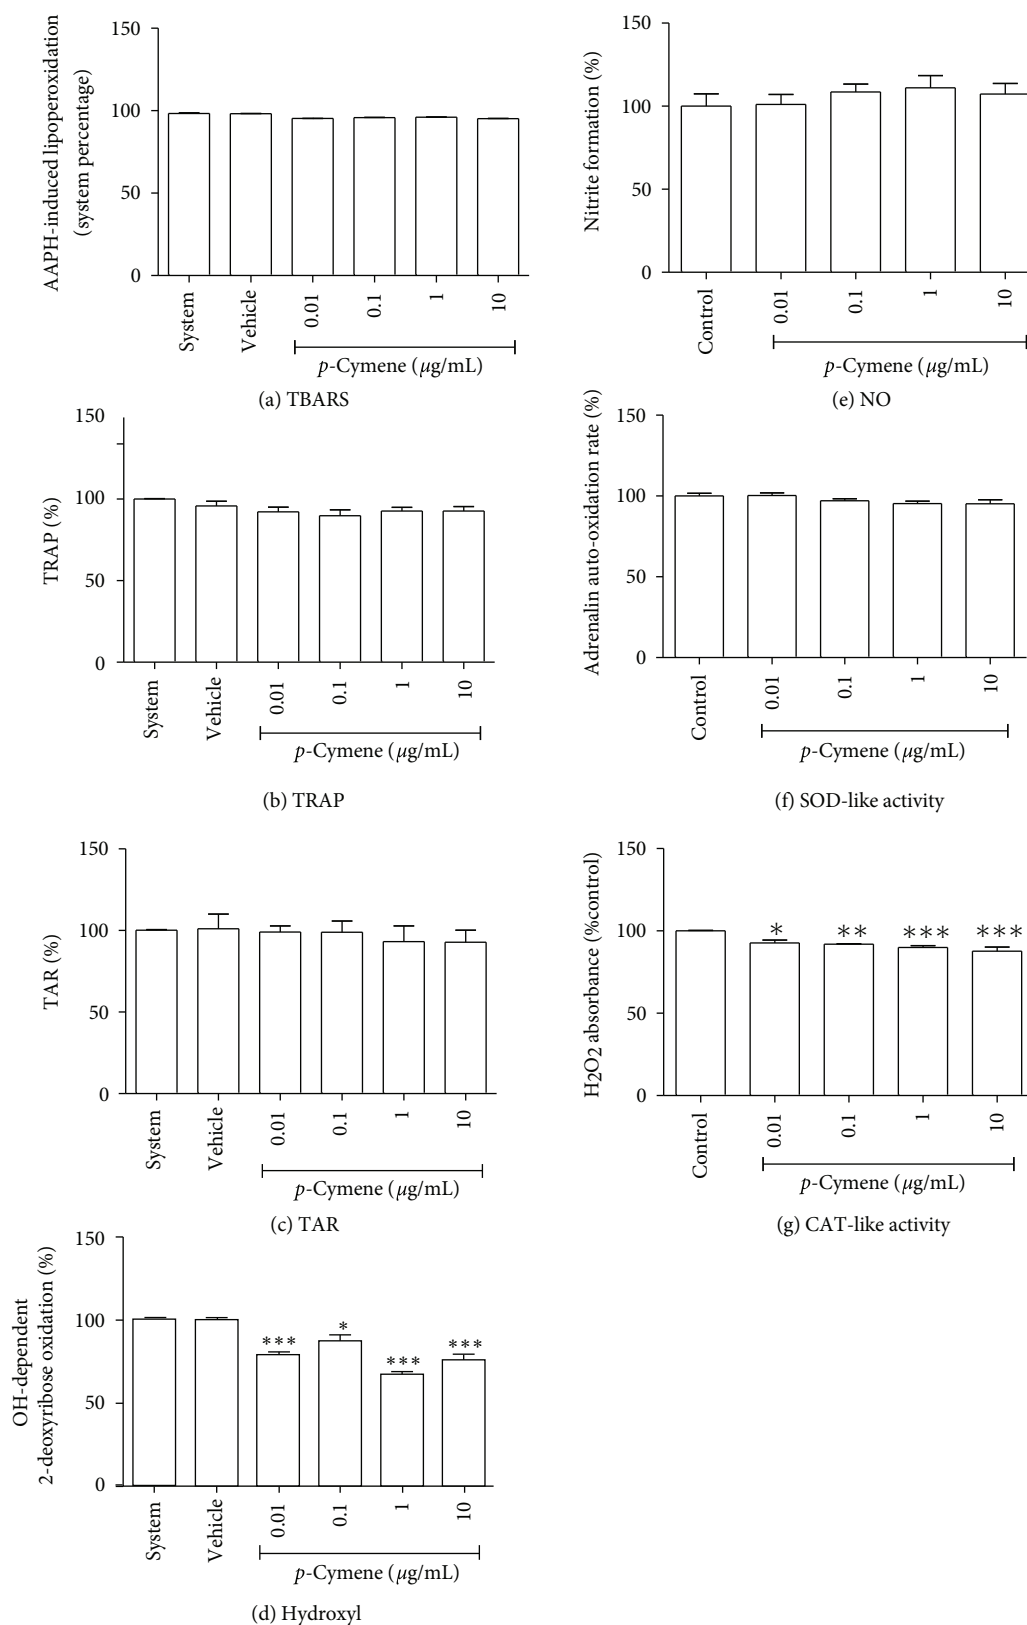 AAPH-induced lipoperoxidation
(system percentage)
150
100
50
0
System
Vehicle
0.01
0.1
1
10
p-Cymene (μg/mL)
(a) TBARS
TRAP (%)
150
100
50
0
System
Vehicle
0.01
0.1
1
10
p-Cymene (μg/mL)
(b) TRAP
TAR (%)
150
100
50
0
System
Vehicle
0.01
0.1
1
10
p-Cymene (μg/mL)
(c) TAR
OH-dependent
2-deoxyribose oxidation (%)
150
100
50
0
***
*
***
***
System
Vehicle
0.01
0.1
1
10
p-Cymene (μg/mL)
(d) Hydroxyl
Nitrite formation (%)
150
100
50
0
Control
0.01
0.1
1
10
p-Cymene (μg/mL)
(e) NO
Adrenalin auto-oxidation rate (%)
150
100
50
0
Control
0.01
0.1
1
10
p-Cymene (μg/mL)
(f) SOD-like activity
H2O2 absorbance (%control)
150
100
50
0
*
**
***
***
Control
0.01
0.1
1
10
p-Cymene (μg/mL)
(g) CAT-like activity